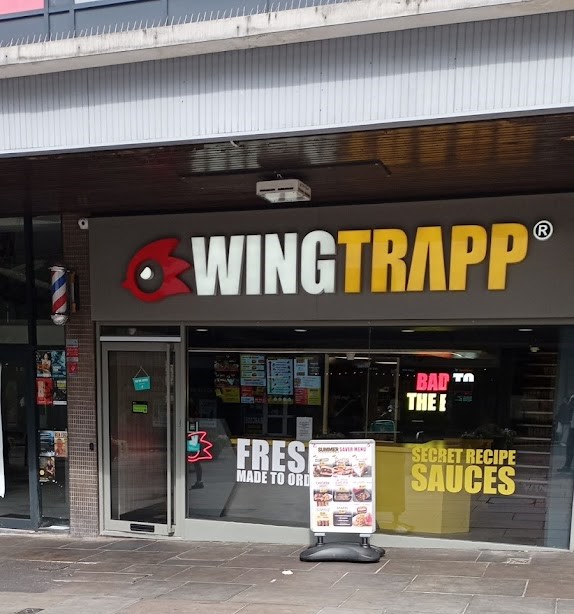 WINGTRAPP®
BAD TO
THE B
FRES
MADE TO ORD
SUMMER SAVER MENU
SECRET RECIPE
SAUCES